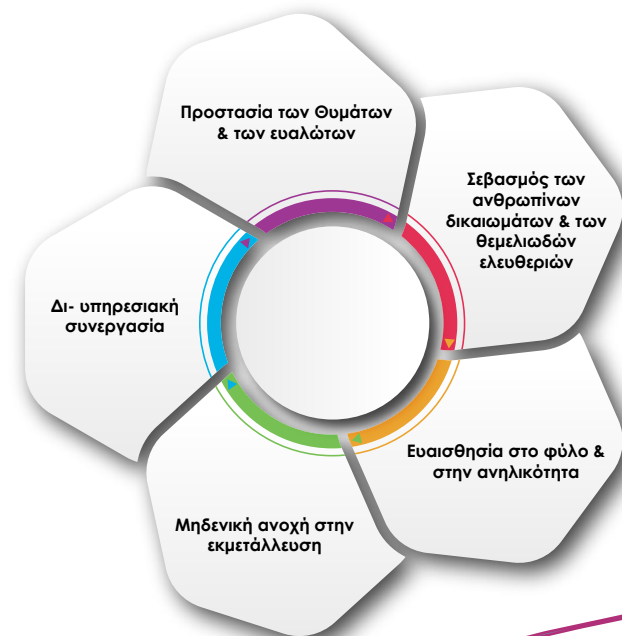 Προστασία των Θυμάτων
& των ευαλώτων
Σεβασμός των
ανθρωπίνων
δικαιωμάτων & των
θεμελιωδών
ελευθεριών
Ευαισθησία στο φύλο &
στην ανηλικότητα
Μηδενική ανοχή στην
εκμετάλλευση
Δι- υπηρεσιακή
συνεργασία